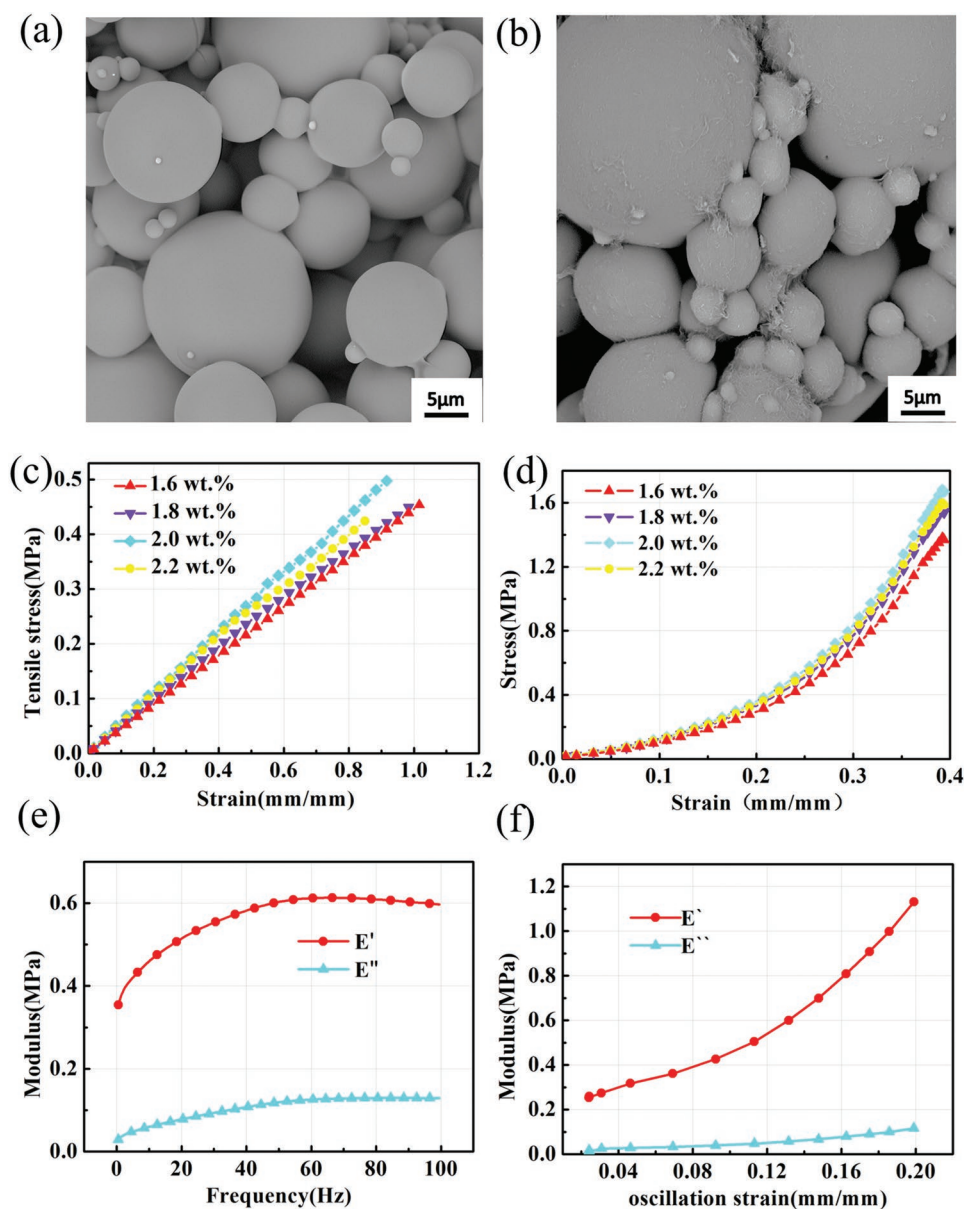 (a)
(b)
5μm
5μm
(c)
0.5
0.4
0.3
0.2
0.1
0.0
Tensile stress(MPa)
1.6 wt.%
1.8 wt.%
2.0 wt.%
2.2 wt.%
0.0 0.2 0.4 0.6 0.8 1.0 1.2
Strain(mm/mm)
(d)
1.6
1.2
0.8
0.4
0.0
Stress(MPa)
1.6 wt.%
1.8 wt.%
2.0 wt.%
2.2 wt.%
0.0 0.1 0.2 0.3 0.4
Strain（mm/mm）
(e)
0.6
0.4
0.2
0.0
Modulus(MPa)
E'
E"
0 20 40 60 80 100
Frequency(Hz)
(f)
1.2
1.0
0.8
0.6
0.4
0.2
0.0
Modulus(MPa)
E`
E``
0.04 0.08 0.12 0.16 0.20
oscillation strain(mm/mm)